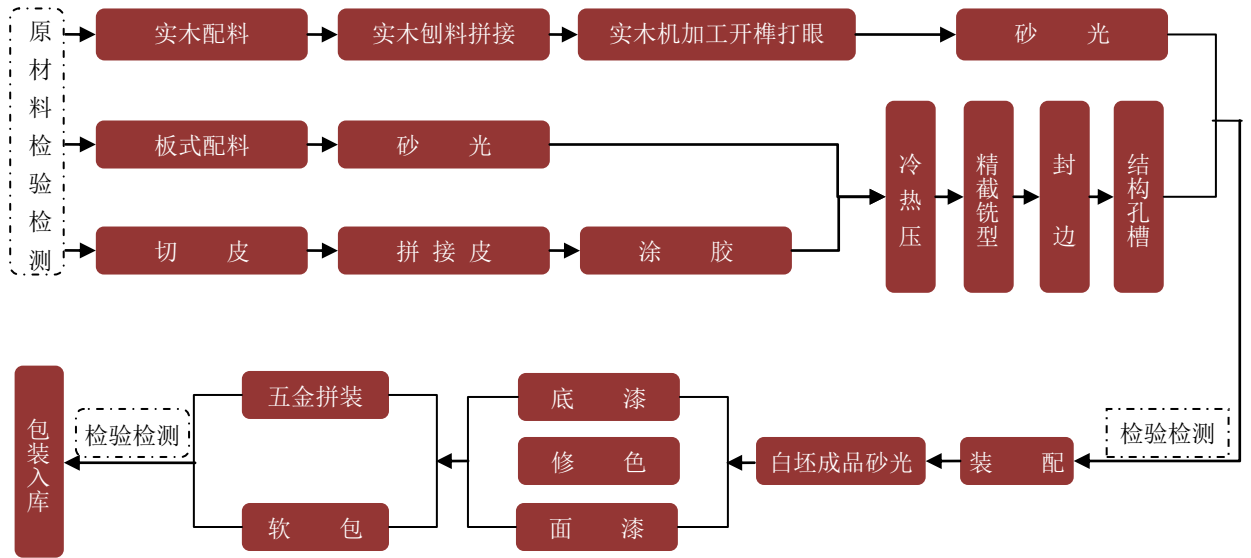 原材料检验检测
实木配料
实木刨料拼接
实木机加工开榫打眼
砂 光
板式配料
砂 光
切 皮
拼 接 皮
涂 胶
冷热压
精截铣型
封边
结构孔槽
检验检测
装 配
白坯成品砂光
底 漆
修 色
面 漆
五金拼装
软 包
检验检测
包装入库